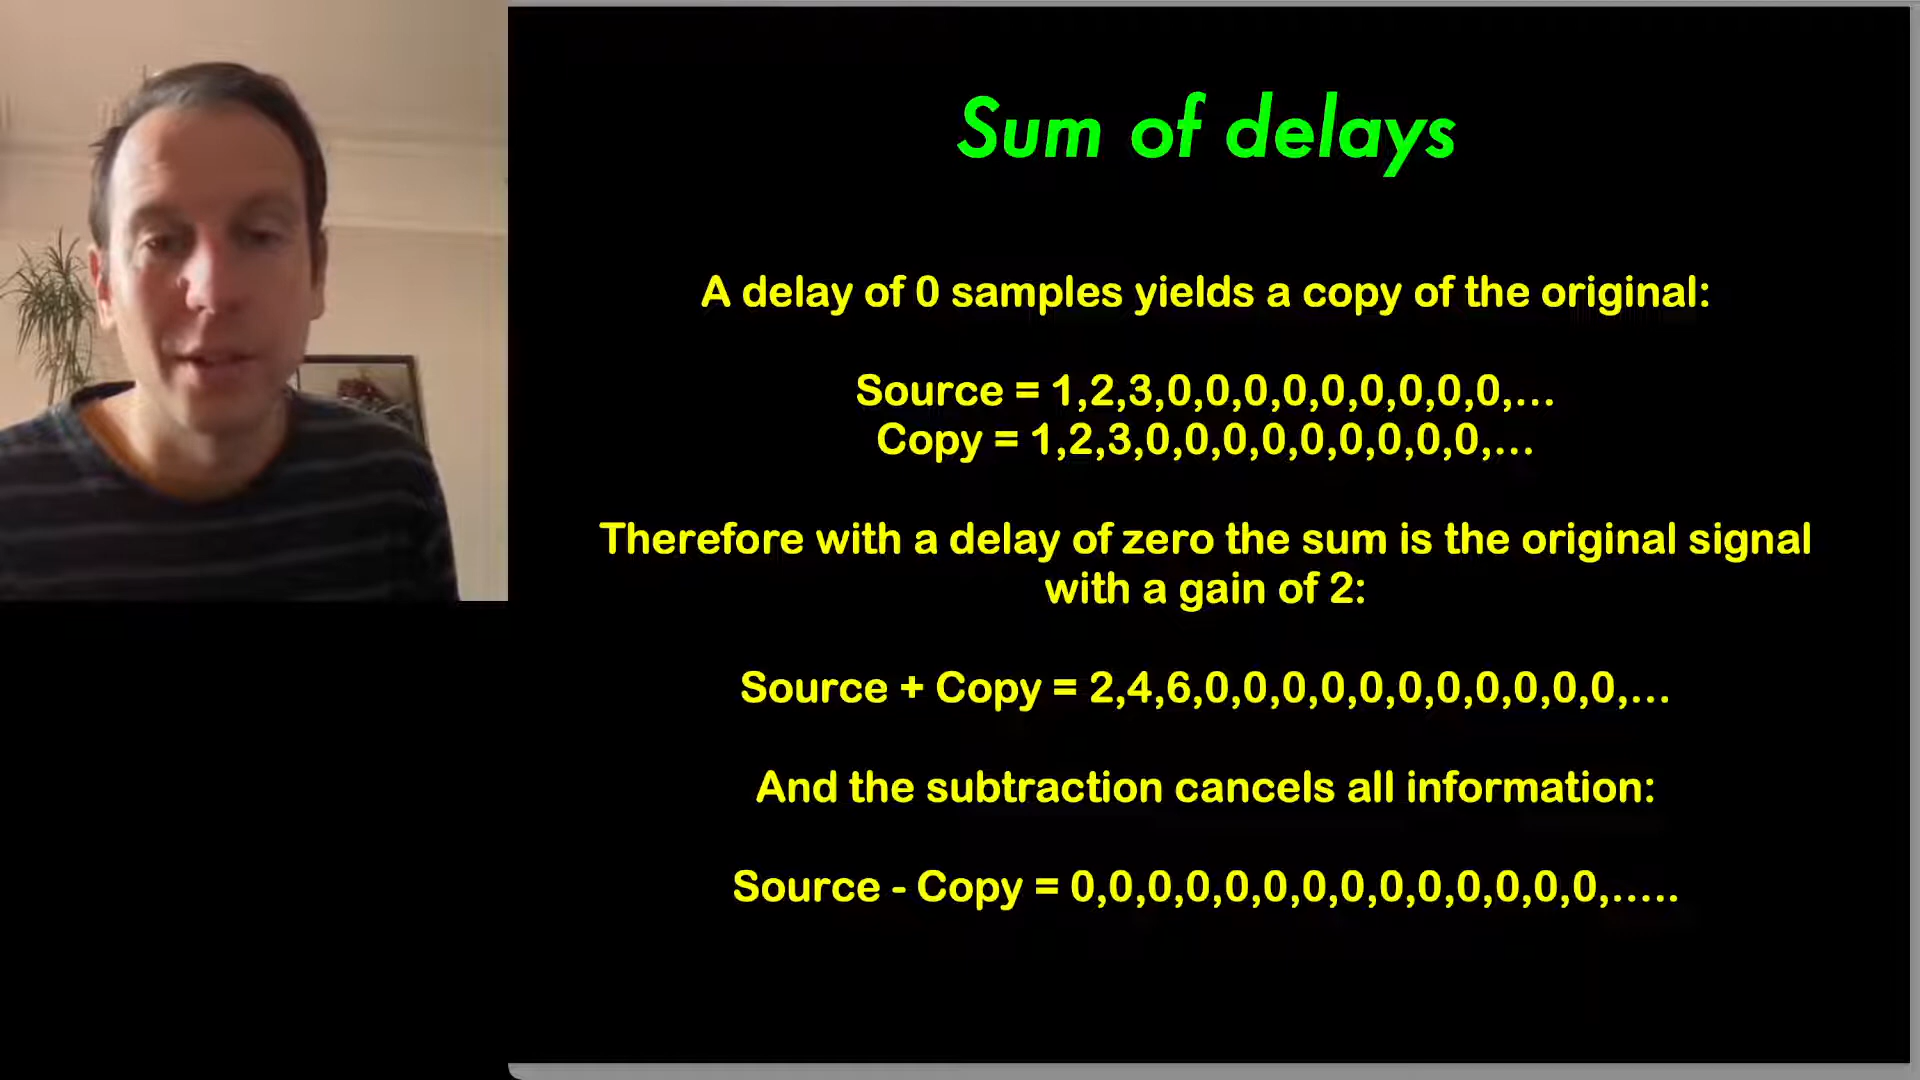 Sum of delays
A delay of 0 samples yields a copy of the original:
Source = 1,2,3,0,0,0,0,0,0,0,0,0,...
Copy = 1,2,3,0,0,0,0,0,0,0,0,0,...
Therefore with a delay of zero the sum is the original signal
with a gain of 2:
Source + Copy = 2,4,6,0,0,0,0,0,0,0,0,0,0,0,...
And the subtraction cancels all information:
Source - Copy = 0,0,0,0,0,0,0,0,0,0,0,0,0,0,.....